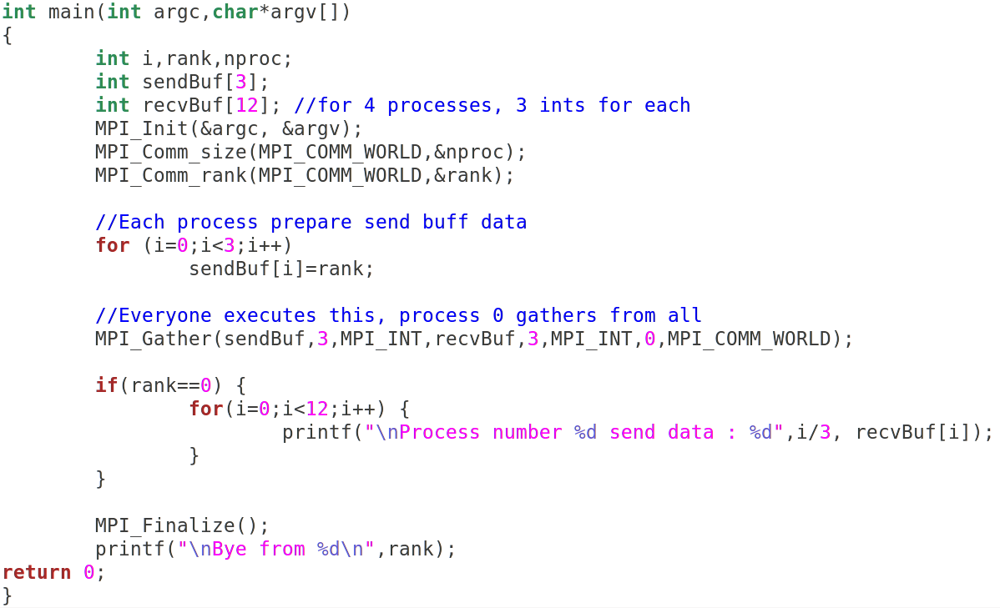 int main(int argc,char*argv[])
{
        int i,rank,nproc;
        int sendBuf[3];
        int recvBuf[12]; //for 4 processes, 3 ints for each
        MPI_Init(&argc, &argv);
        MPI_Comm_size(MPI_COMM_WORLD,&nproc);
        MPI_Comm_rank(MPI_COMM_WORLD,&rank);

        //Each process prepare send buff data
        for (i=0;i<3;i++)
                sendBuf[i]=rank;

        //Everyone executes this, process 0 gathers from all
        MPI_Gather(sendBuf,3,MPI_INT,recvBuf,3,MPI_INT,0,MPI_COMM_WORLD);

        if(rank==0) {
                for(i=0;i<12;i++) {
                        printf("\nProcess number %d send data : %d",i/3, recvBuf[i]);
                }
        }

        MPI_Finalize();
        printf("\nBye from %d\n",rank);
return 0;
}